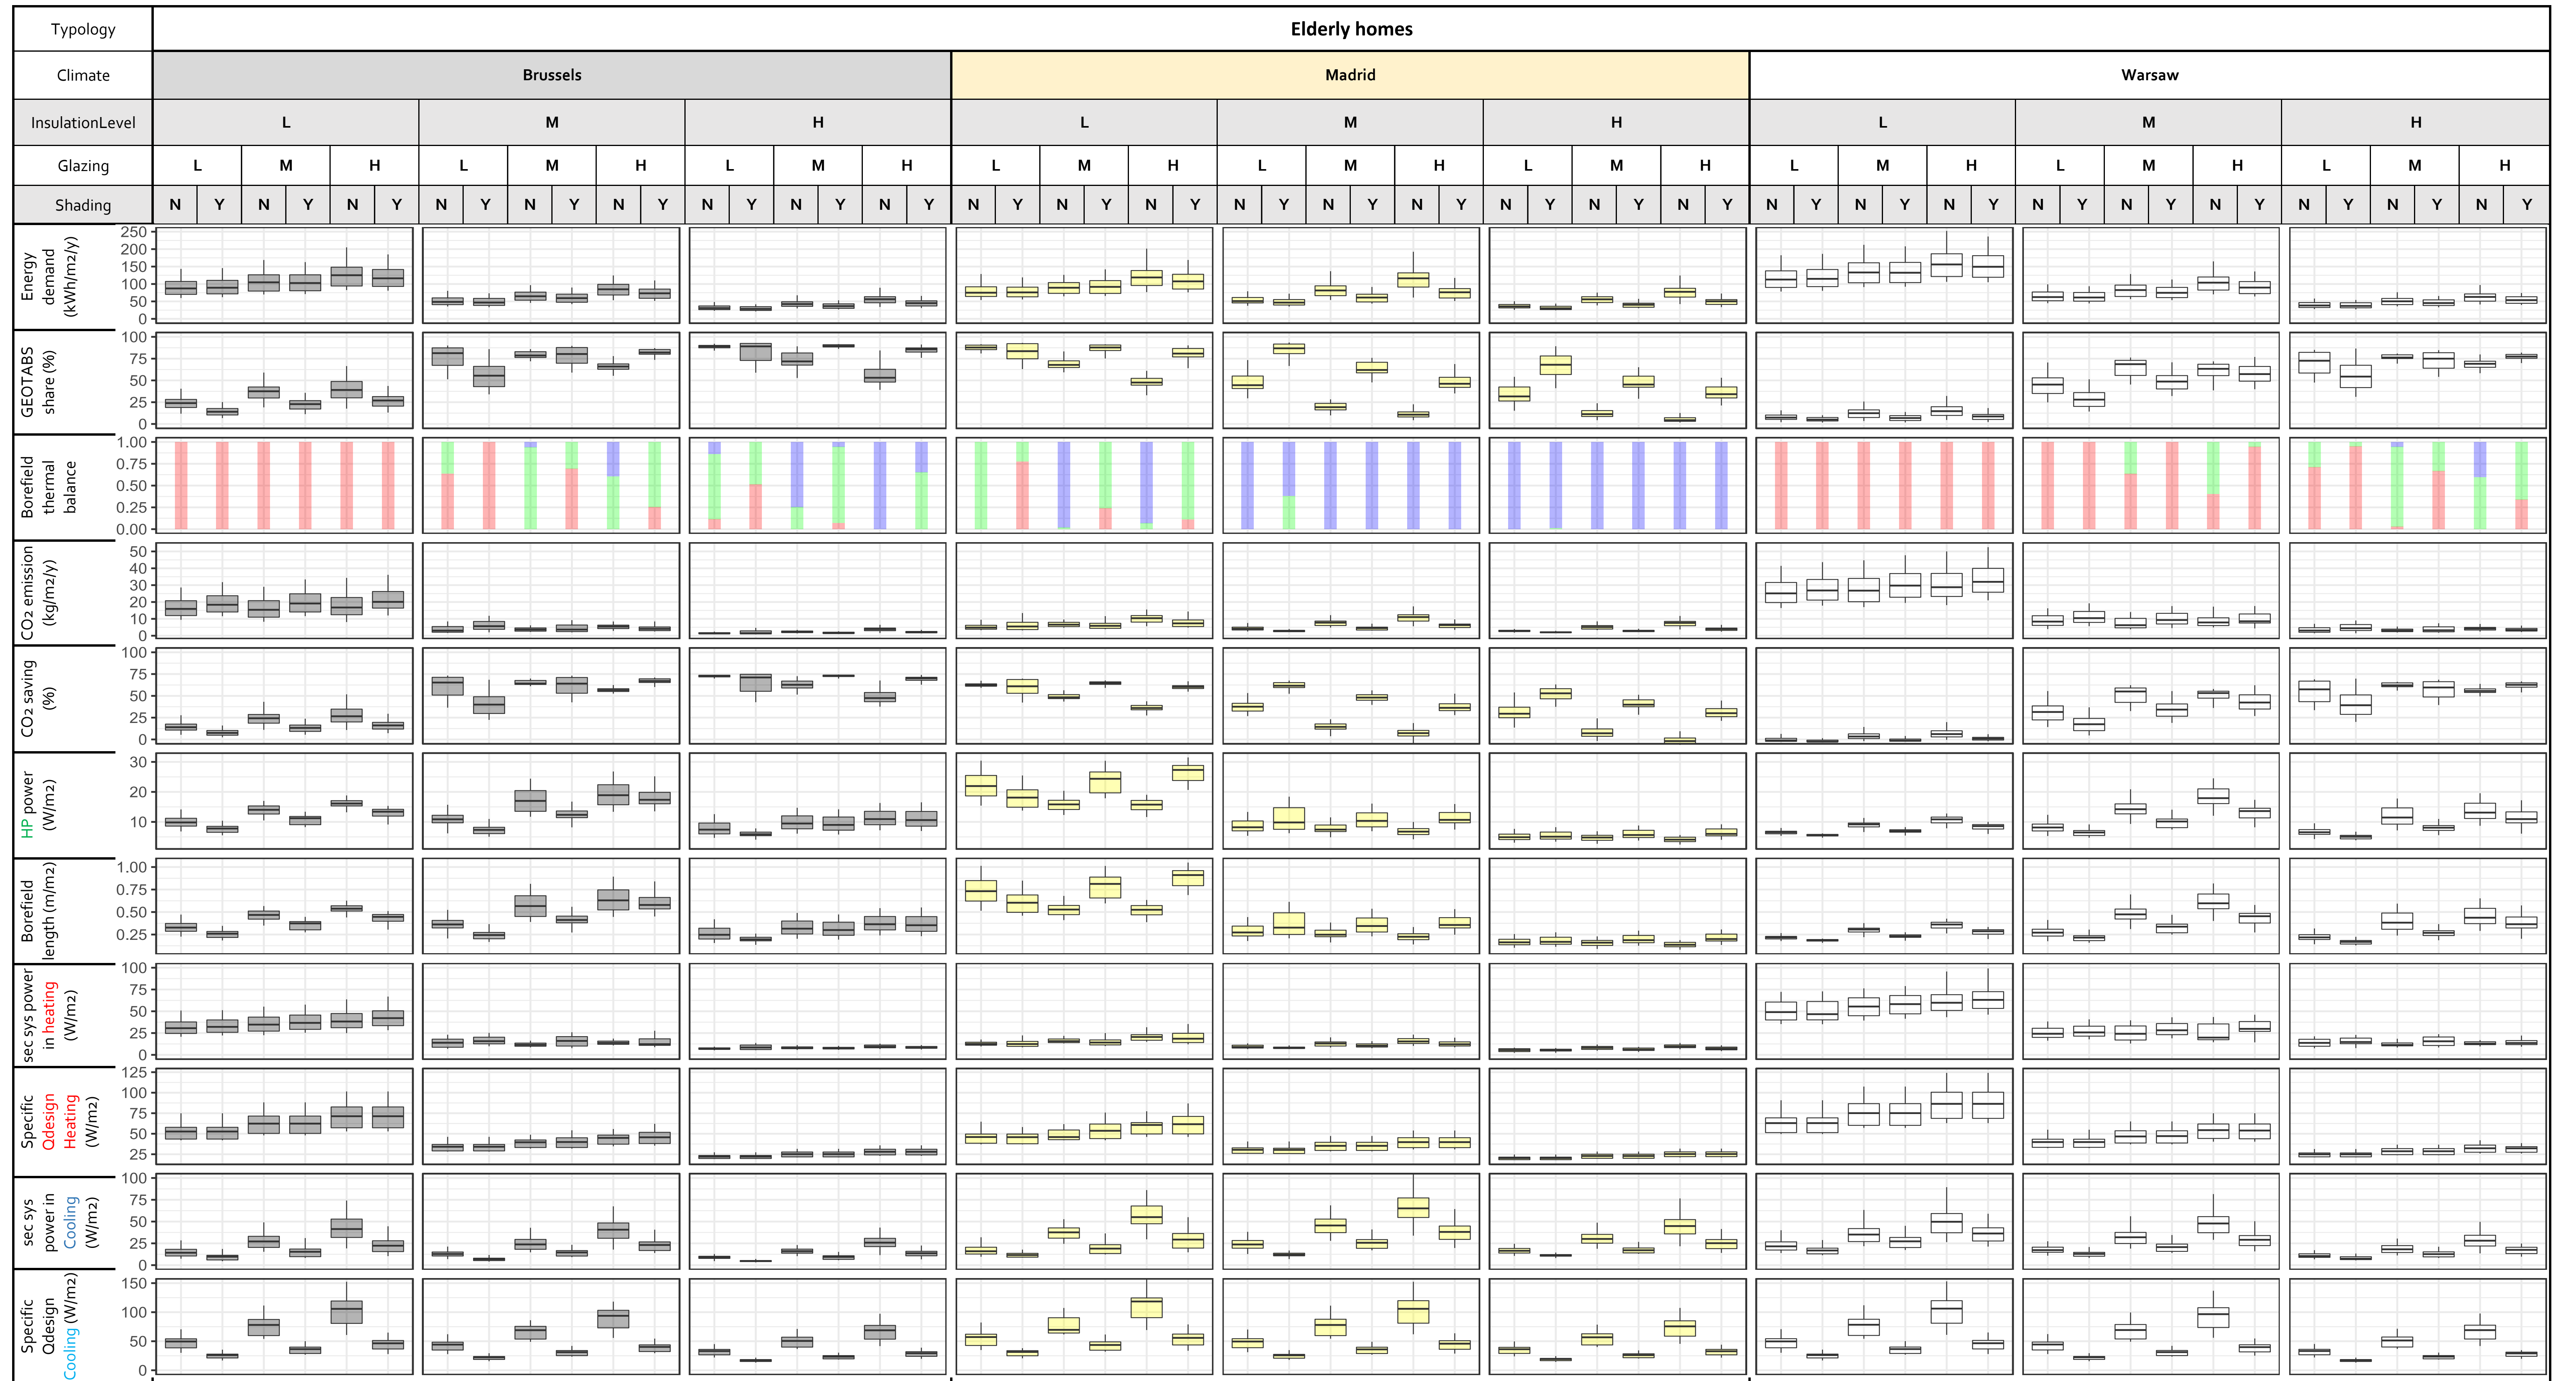 Typology Elderly homes
Climate Brussels Madrid Warsaw
InsulationLevel L M H L M H L M H
Glazing L M H L M H L M H L M H L M H L M H L M H L M H L M H
Shading N Y N Y N Y N Y N Y N Y N Y N Y N Y N Y N Y N Y N Y N Y N Y N Y N Y N Y N Y N Y N Y N Y N Y N Y
Energy
demand
(kWh/m2/y)
250
200
150
100
50
0
GEOTABS
share (%)
100
75
50
25
0
Borefield
thermal
balance
1.00
0.75
0.50
0.25
0.00
CO2 emission
(kg/m2/y)
50
40
30
20
10
0
CO2 saving
(%)
100
75
50
25
0
HP power
(W/m2)
30
20
10
Borefield
length (m/m2)
1.00
0.75
0.50
0.25
sec sys power
in heating
(W/m2)
100
75
50
25
0
Specific
Qdesign
Heating
(W/m2)
125
100
75
50
25
sec sys
power in
Cooling
(W/m2)
100
75
50
25
0
Specific
Qdesign
Cooling (W/m2)
150
100
50
0